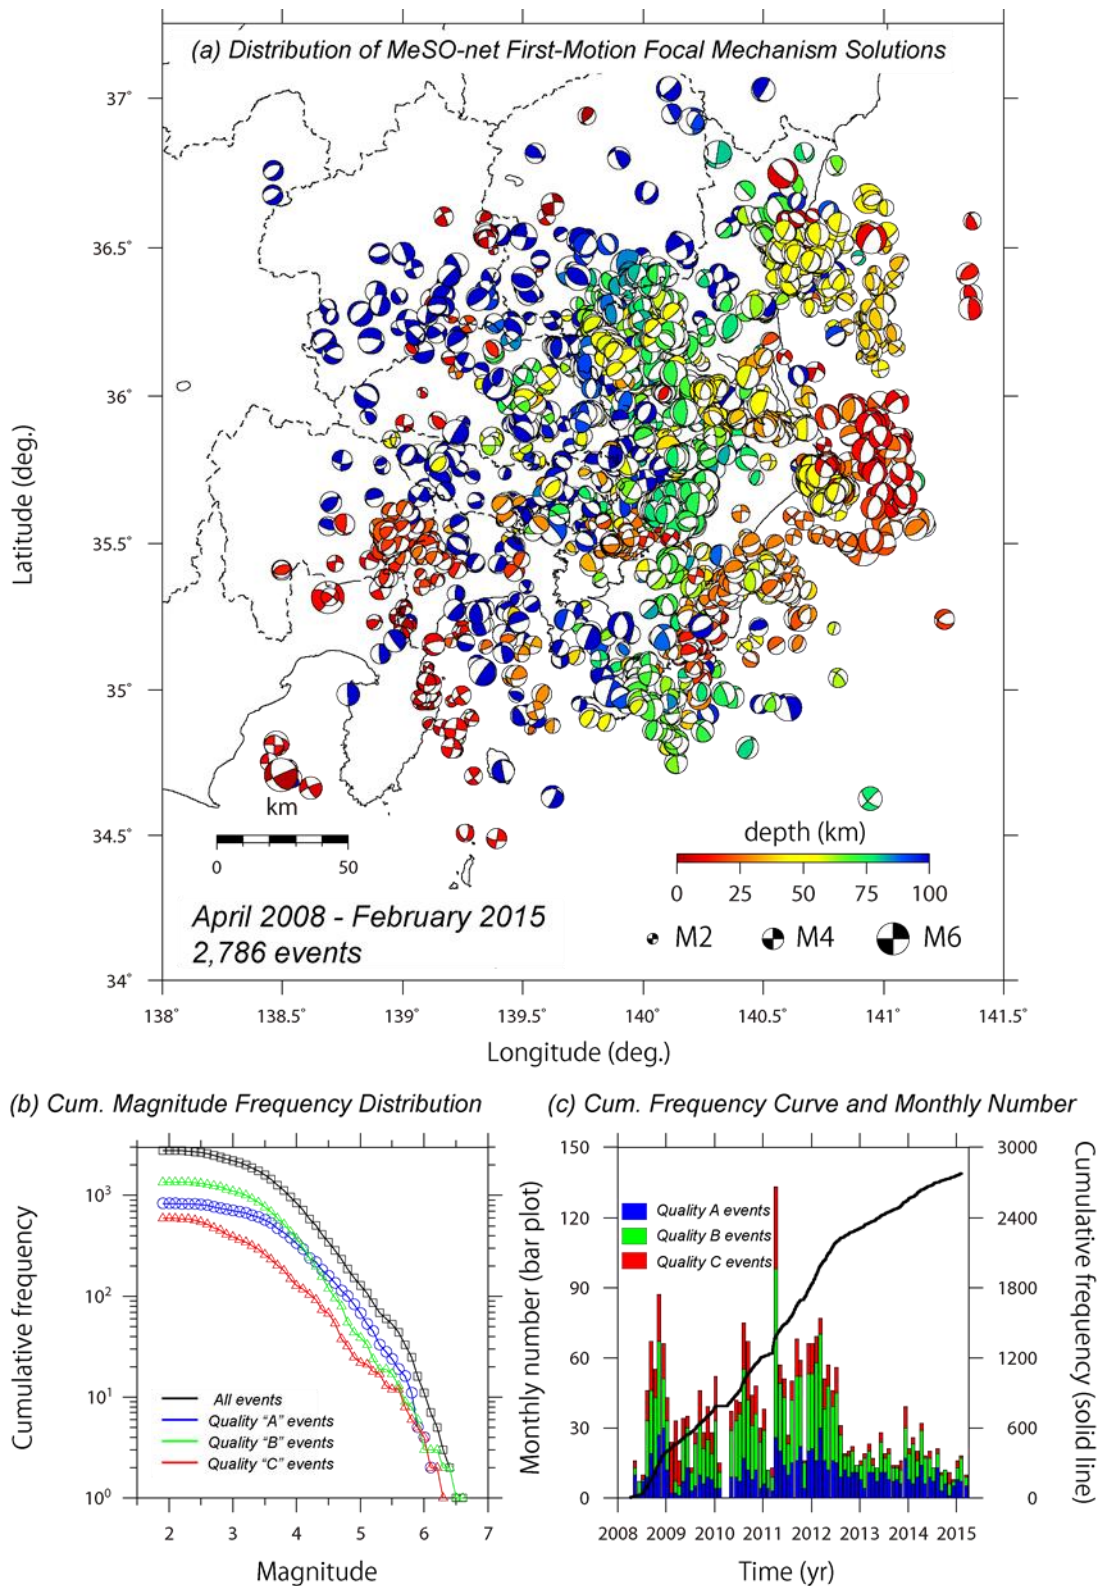 (a) Distribution of MeSO-net First-Motion Focal Mechanism Solutions
37°
36.5°
36°
35.5°
35°
34.5°
34°
Latitude (deg.)
km
0 50
depth (km)
0 25 50 75 100
M2 M4 M6
April 2008 - February 2015
2,786 events
138° 138.5° 139° 139.5° 140° 140.5° 141° 141.5°
Longitude (deg.)
(b) Cum. Magnitude Frequency Distribution
Cumulative frequency
10³
10²
10¹
10⁰
All events
Quality “A” events
Quality “B” events
Quality “C” events
2 3 4 5 6 7
Magnitude
(c) Cum. Frequency Curve and Monthly Number
Monthly number (bar plot)
150
120
90
60
30
0
Quality A events
Quality B events
Quality C events
3000
2400
1800
1200
600
0
Cumulative frequency (solid line)
2008 2009 2010 2011 2012 2013 2014 2015
Time (yr)